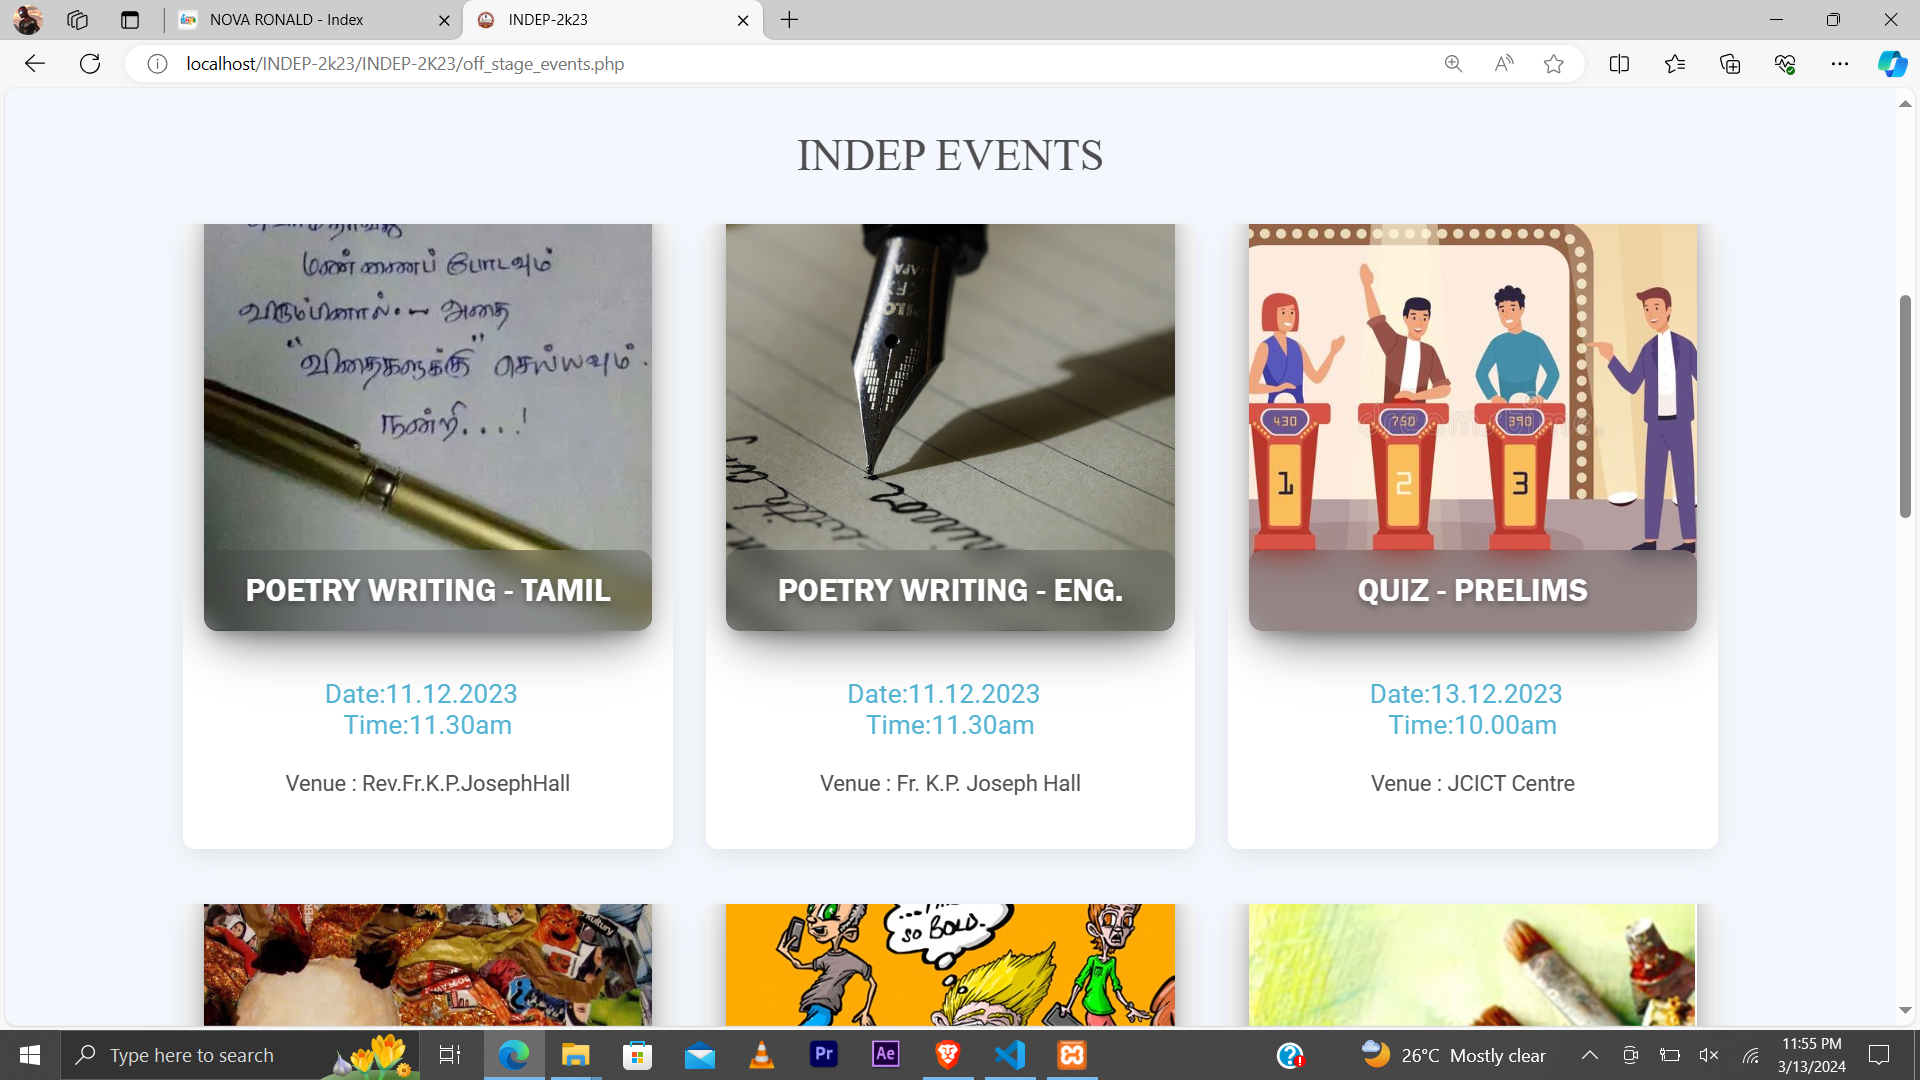 NOVA RONALD - Index
INDEP-2k23
localhost/INDEP-2k23/INDEP-2K23/off_stage_events.php
INDEP EVENTS
மண்ணைப் போடவும்
விரும்பினால்.— அதை
"விதைகளுக்கு" செய்யவும்.
நன்றி....!
POETRY WRITING - TAMIL
Date:11.12.2023
Time:11.30am
Venue : Rev.Fr.K.P.JosephHall
POETRY WRITING - ENG.
Date:11.12.2023
Time:11.30am
Venue : Fr. K.P. Joseph Hall
430
750
390
1
2
3
dreamstime.
QUIZ - PRELIMS
Date:13.12.2023
Time:10.00am
Venue : JCICT Centre
SO BOLD.
Type here to search
Pr
Ae
26°C Mostly clear
11:55 PM
3/13/2024